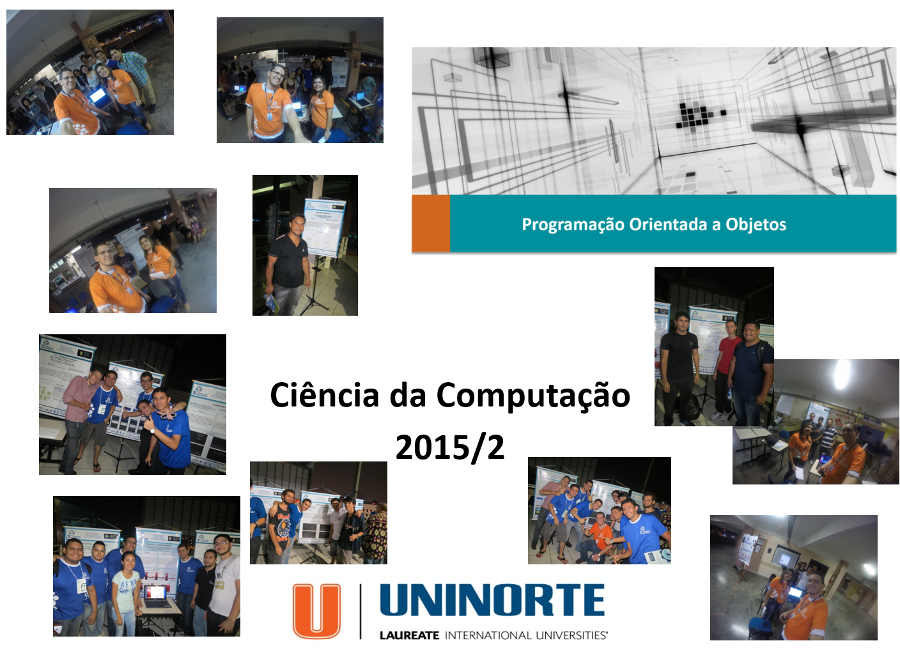 Programação Orientada a Objetos
Ciência da Computação
2015/2
U UNINORTE
LAUREATE INTERNATIONAL UNIVERSITIES